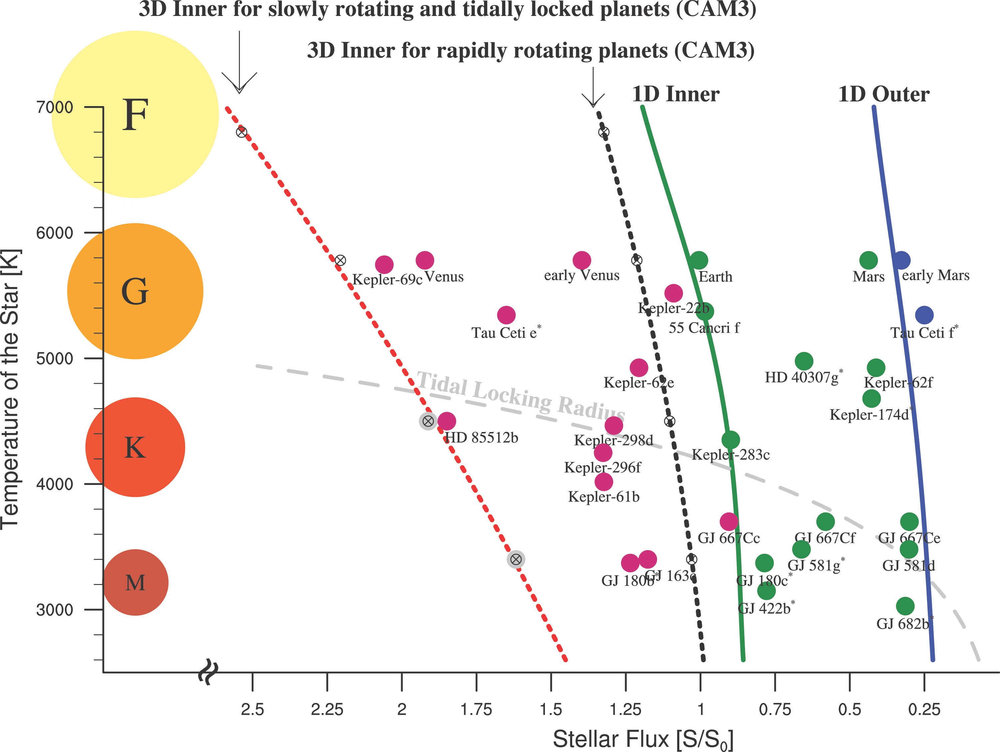 3D Inner for slowly rotating and tidally locked planets (CAM3)
3D Inner for rapidly rotating planets (CAM3)
1D Inner
1D Outer
Temperature of the Star [K]
7000
6000
5000
4000
3000
F
G
K
M
Kepler-69c
Venus
early Venus
Earth
Mars
early Mars
Kepler-22b
Tau Ceti e*
55 Cancri f
Tau Ceti f*
Tidal Locking Radius
Kepler-62e
HD 40307g*
Kepler-62f
Kepler-174d*
HD 85512b
Kepler-298d
Kepler-283c
Kepler-296f
Kepler-61b
GJ 667Cc
GJ 667Cf
GJ 667Ce
GJ 180b*
GJ 163c
GJ 180c*
GJ 581g*
GJ 581d
GJ 422b*
GJ 682b*
2.5
2.25
2
1.75
1.5
1.25
1
0.75
0.5
0.25
Stellar Flux [S/S₀]